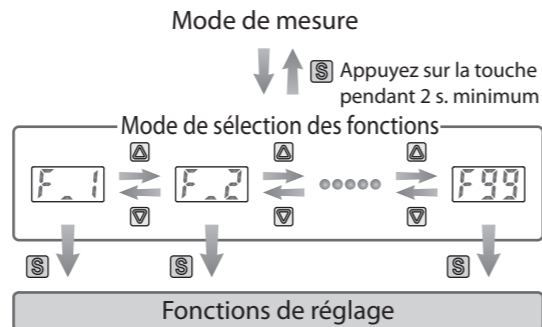 Mode de mesure
S Appuyez sur la touche
pendant 2 s. minimum
Mode de sélection des fonctions
F_1 F_2 F99
S S S
Fonctions de réglage